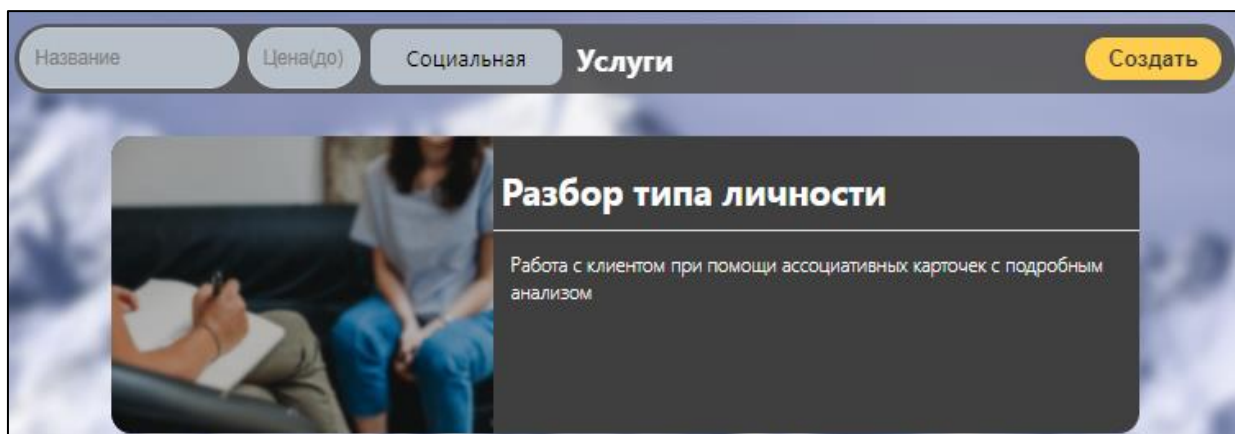 Название Цена(до) Социальная Услуги Создать
Разбор типа личности
Работа с клиентом при помощи ассоциативных карточек с подробным
анализом